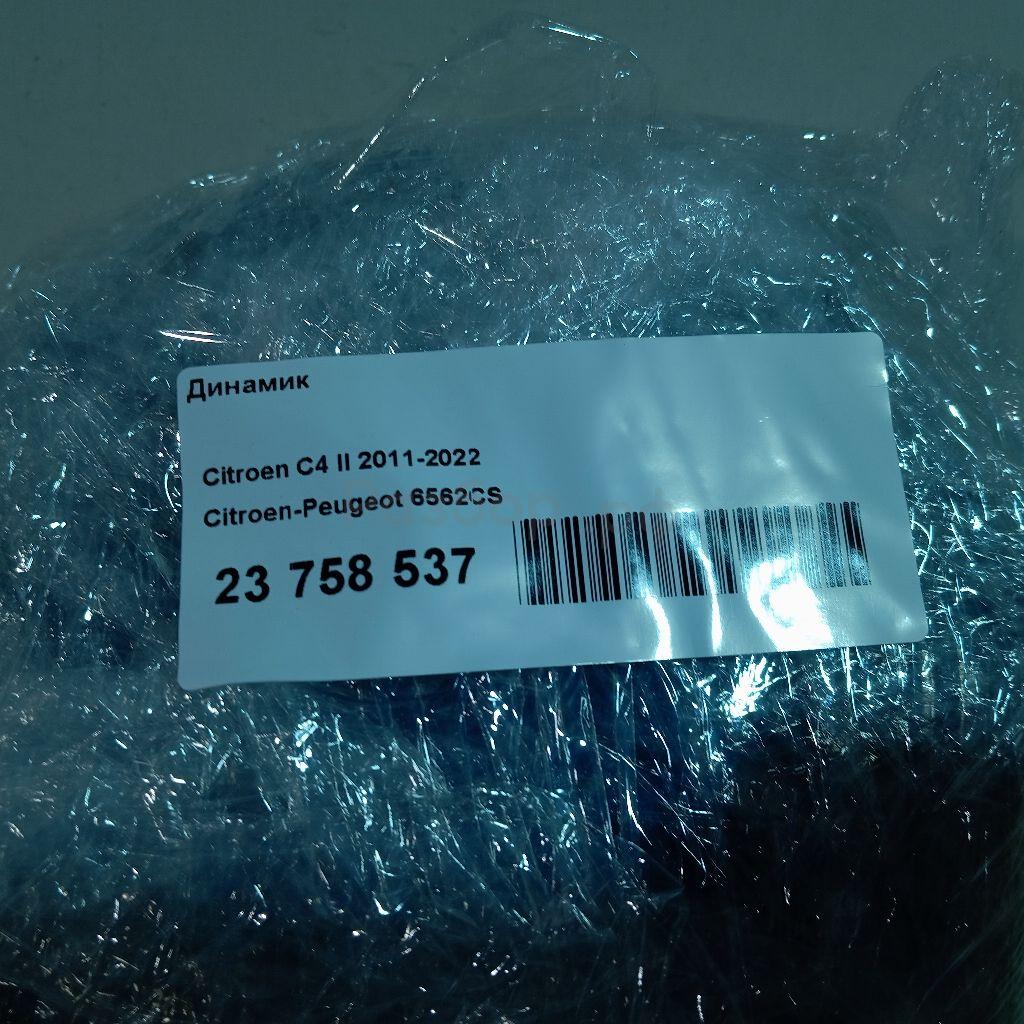 Динамик
Citroen C4 II 2011-2022
Citroen-Peugeot 6562CS
23 758 537